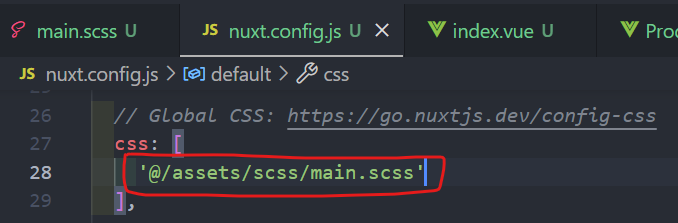 main.scss U
JS nuxt.config.js U ×
index.vue U
Pro
JS nuxt.config.js > default > css
26 // Global CSS: https://go.nuxtjs.dev/config-css
27 css: [
28 '@/assets/scss/main.scss'
29 ],